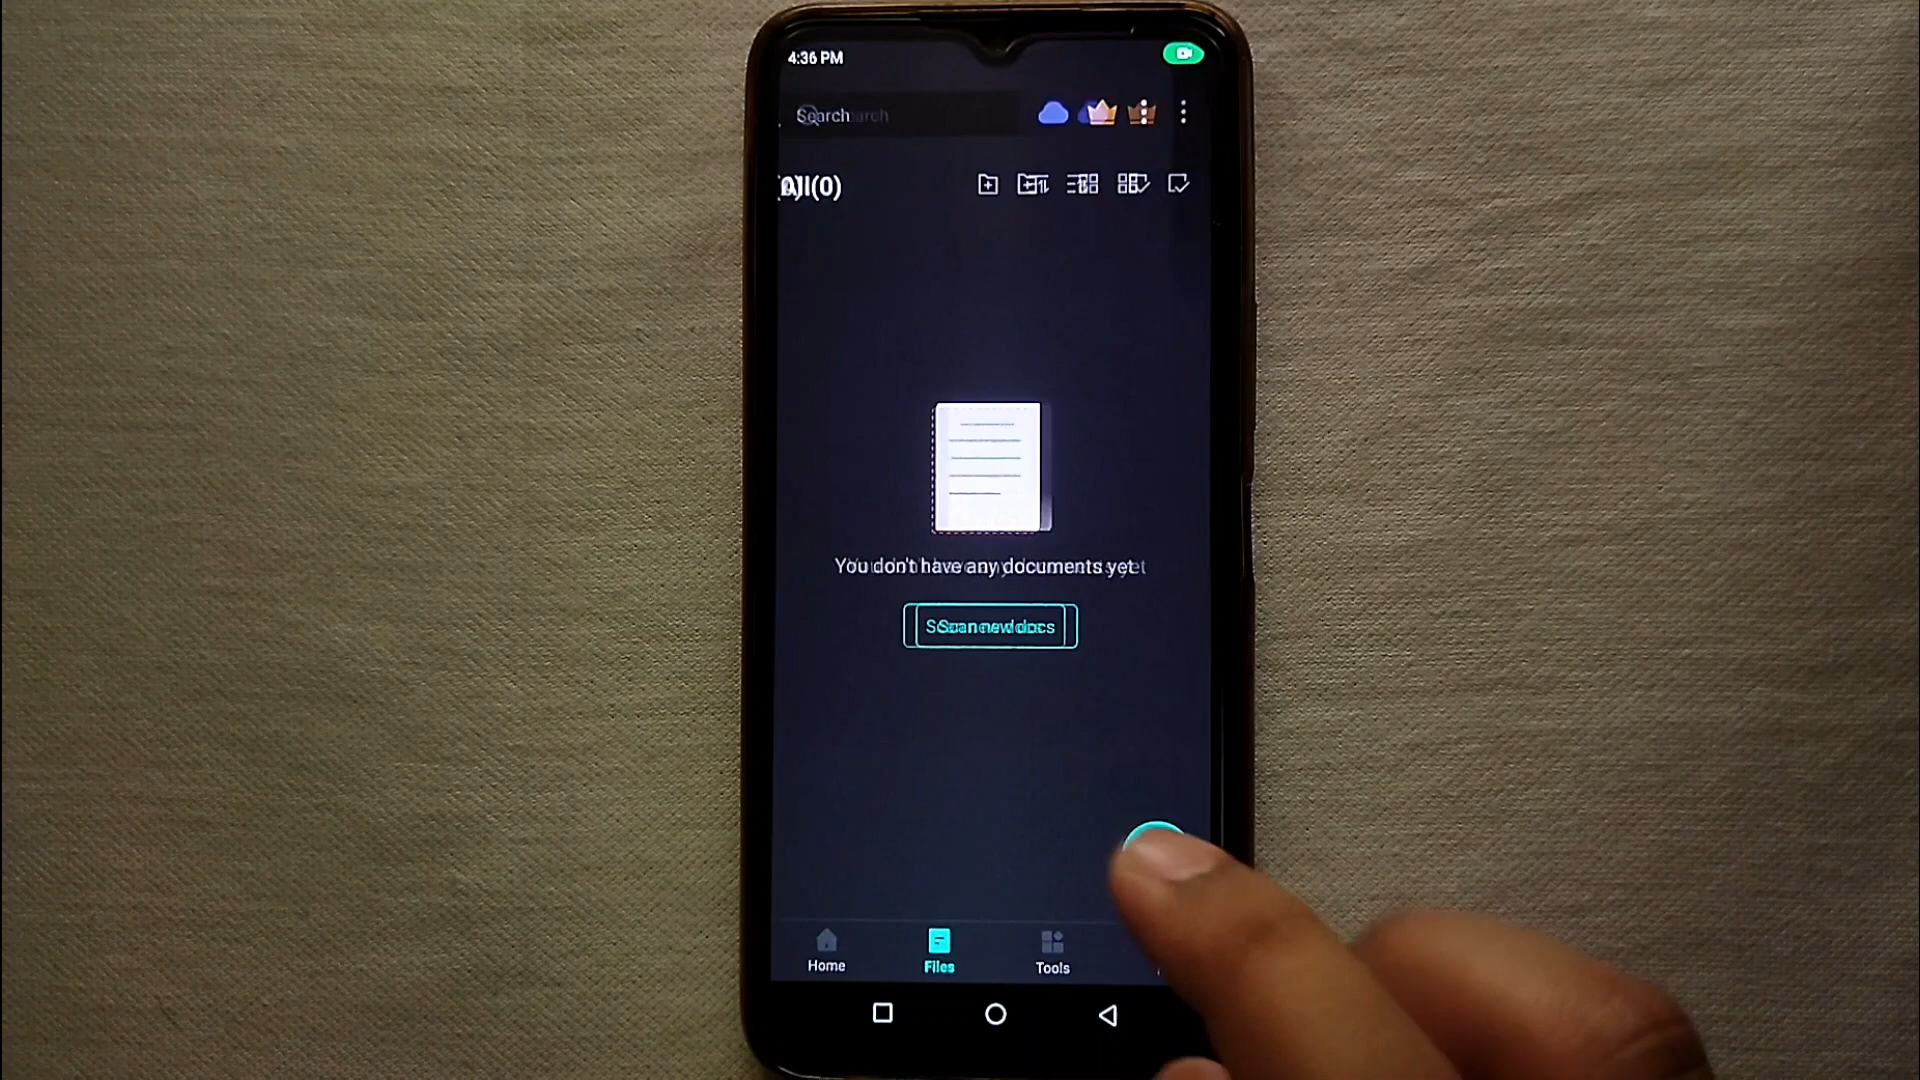 4:36 PM
Search
All(0)
You don't have any documents yet
Scan new docs
Home
Files
Tools